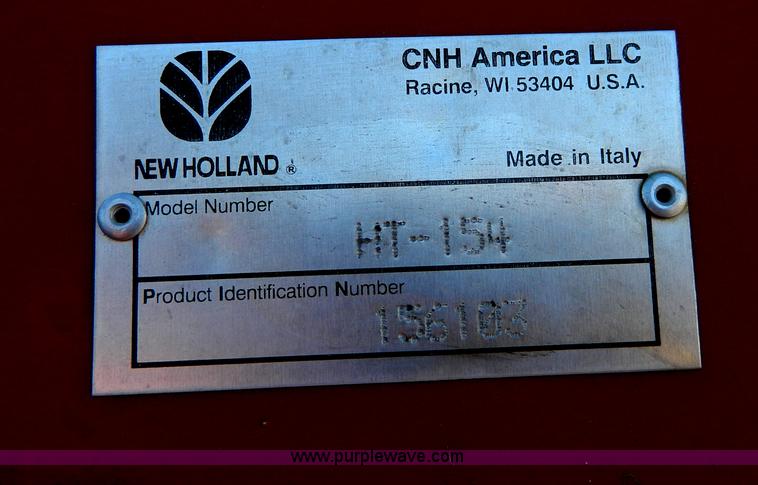 CNH America LLC
Racine, WI 53404 U.S.A.
NEW HOLLAND ®
Made in Italy
Model Number
HT-154
Product Identification Number
156103
www.purplewave.com